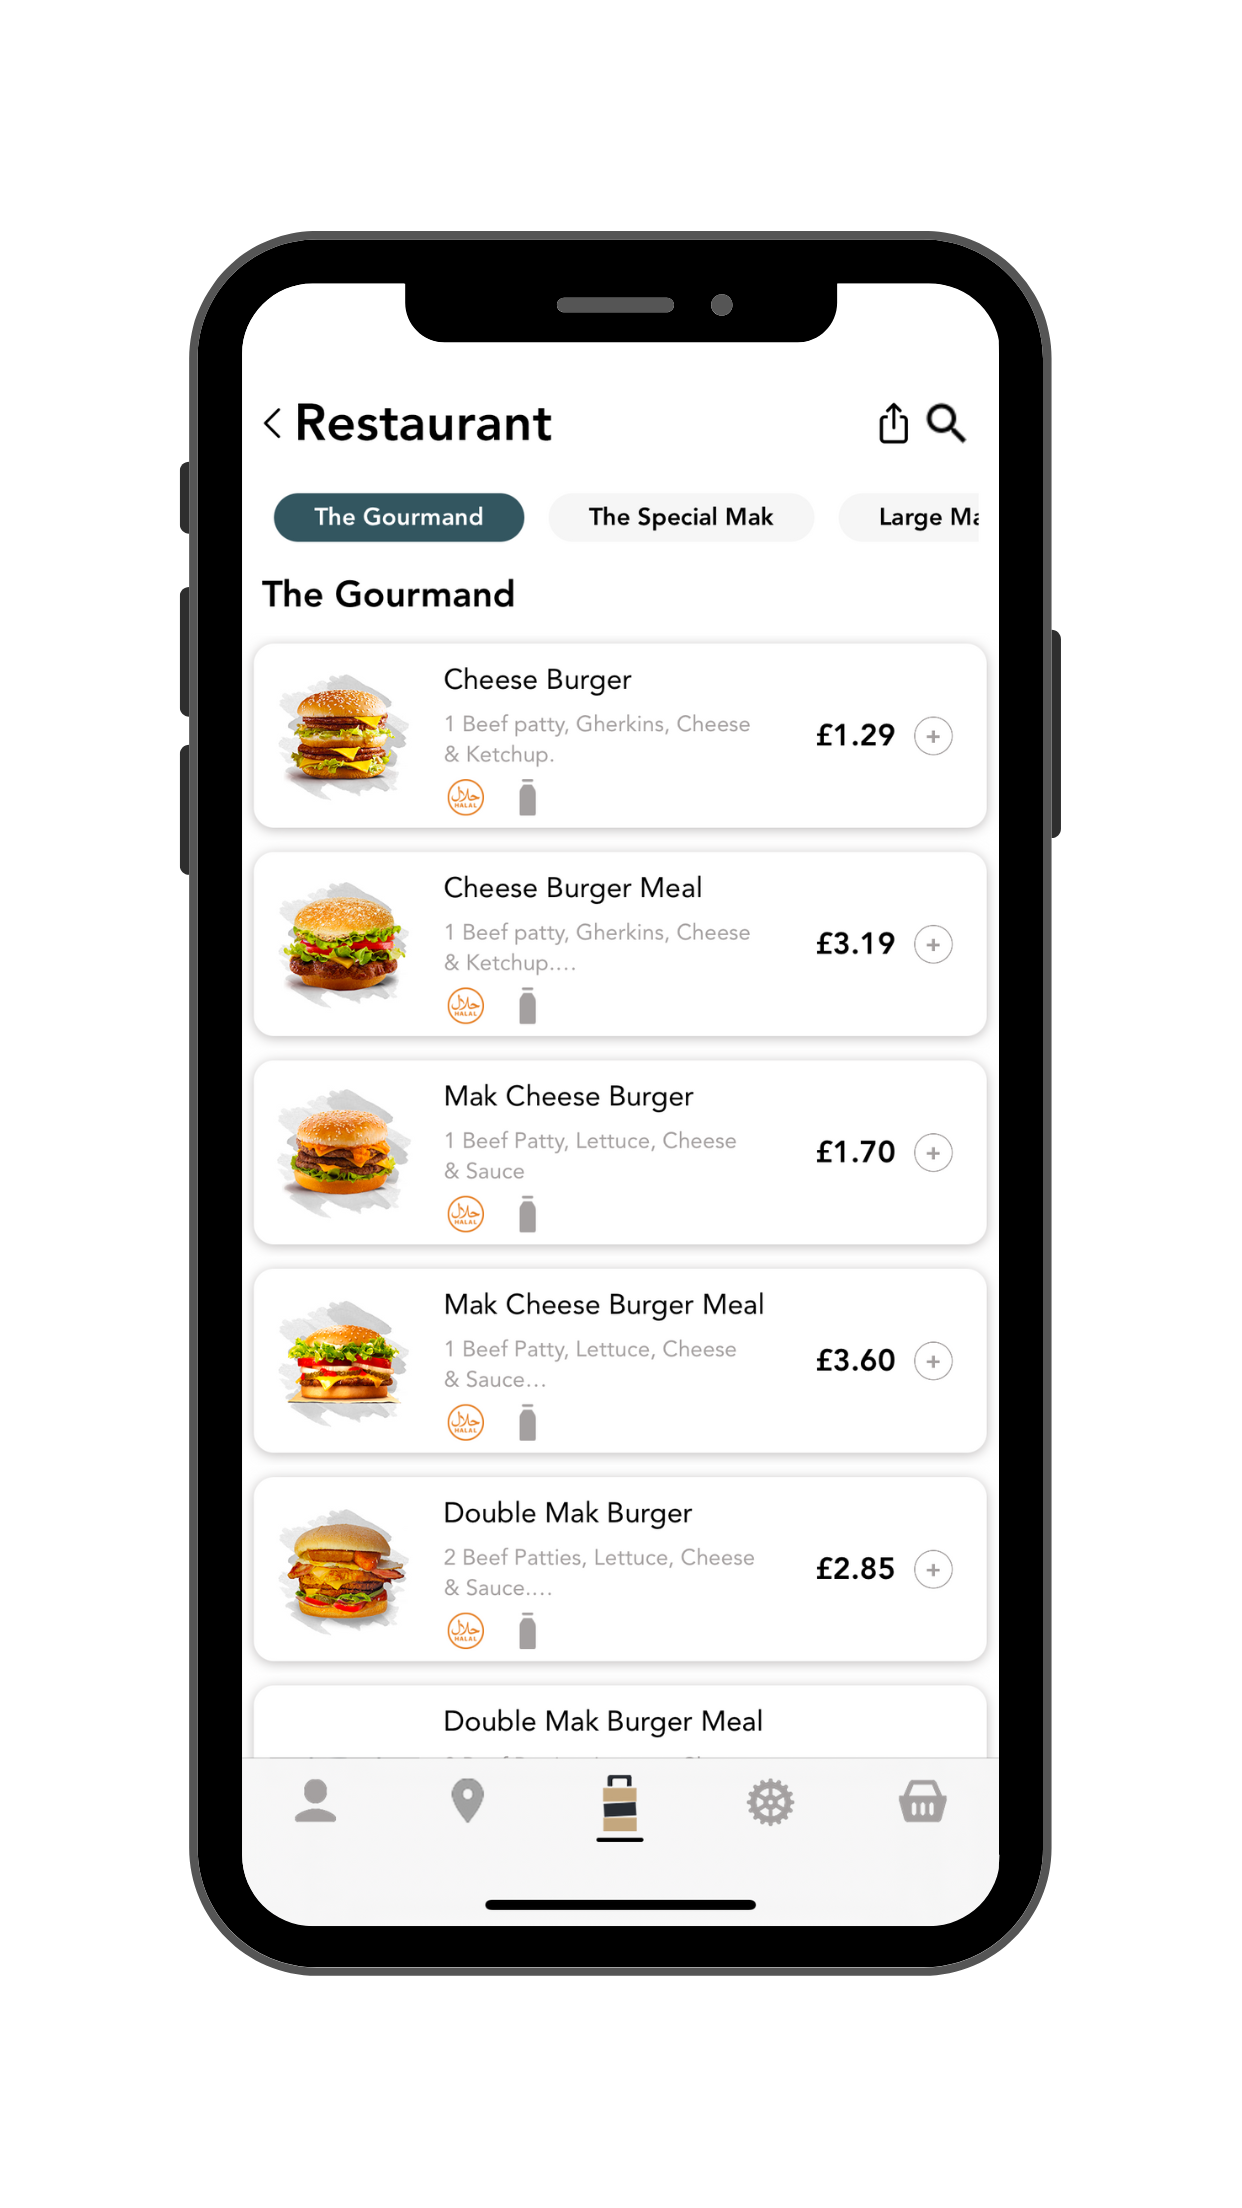 Restaurant
The Gourmand
The Special Mak
Large
The Gourmand
Cheese Burger
1 Beef patty, Gherkins, Cheese
& Ketchup.
£1.29
حلال
HALAL
Cheese Burger Meal
1 Beef patty, Gherkins, Cheese
& Ketchup....
£3.19
حلال
HALAL
Mak Cheese Burger
1 Beef Patty, Lettuce, Cheese
& Sauce
£1.70
حلال
HALAL
Mak Cheese Burger Meal
1 Beef Patty, Lettuce, Cheese
& Sauce...
£3.60
حلال
HALAL
Double Mak Burger
2 Beef Patties, Lettuce, Cheese
& Sauce....
£2.85
حلال
HALAL
Double Mak Burger Meal